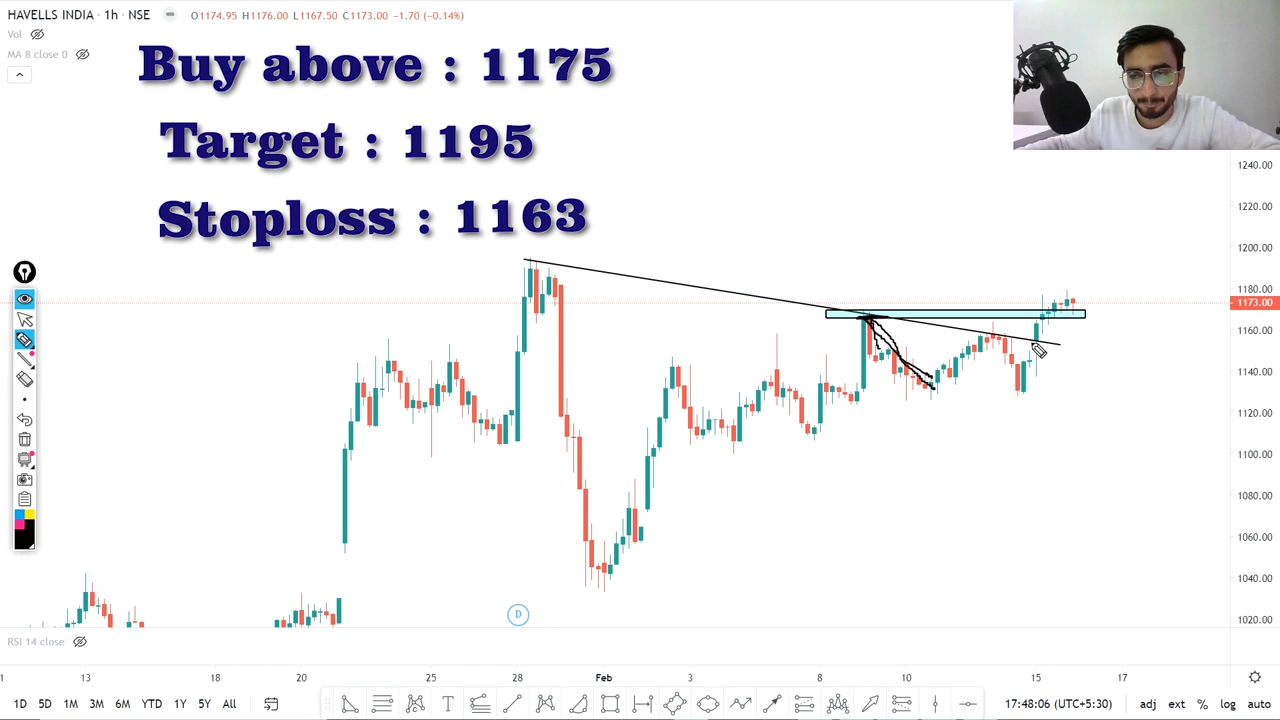 HAVELLS INDIA · 1h · NSE O1174.95 H1176.00 L1167.50 C1173.00 −1.70 (−0.14%)
Vol
MA 8 close 0
Buy above : 1175
Target : 1195
Stoploss : 1163
1240.00
1220.00
1200.00
1180.00
1173.00
1160.00
1140.00
1120.00
1100.00
1080.00
1060.00
1040.00
1020.00
D
RSI 14 close
1 13 18 20 25 28 Feb 3 8 10 15 17
1D 5D 1M 3M 6M YTD 1Y 5Y All T 17:48:06 (UTC+5:30) adj ext % log auto